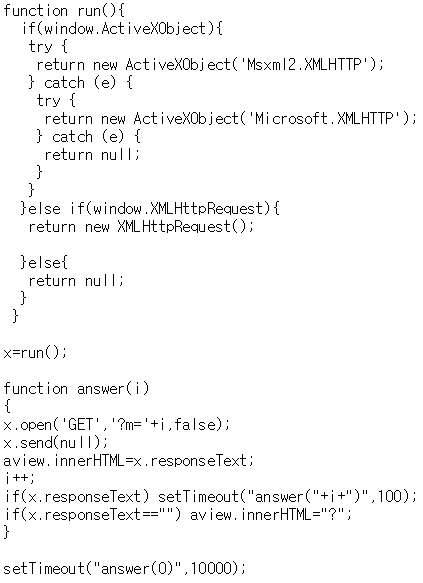 function run(){
if(window.ActiveXObject){
try {
return new ActiveXObject('Msxml2.XMLHTTP');
} catch (e) {
try {
return new ActiveXObject('Microsoft.XMLHTTP');
} catch (e) {
return null;
}
}
}else if(window.XMLHttpRequest){
return new XMLHttpRequest();
}else{
return null;
}
}
x=run();
function answer(i)
{
x.open('GET','?m='+i,false);
x.send(null);
aview.innerHTML=x.responseText;
i++;
if(x.responseText) setTimeout("answer("+i+")",100);
if(x.responseText=="") aview.innerHTML="?";
}
setTimeout("answer(0)",10000);